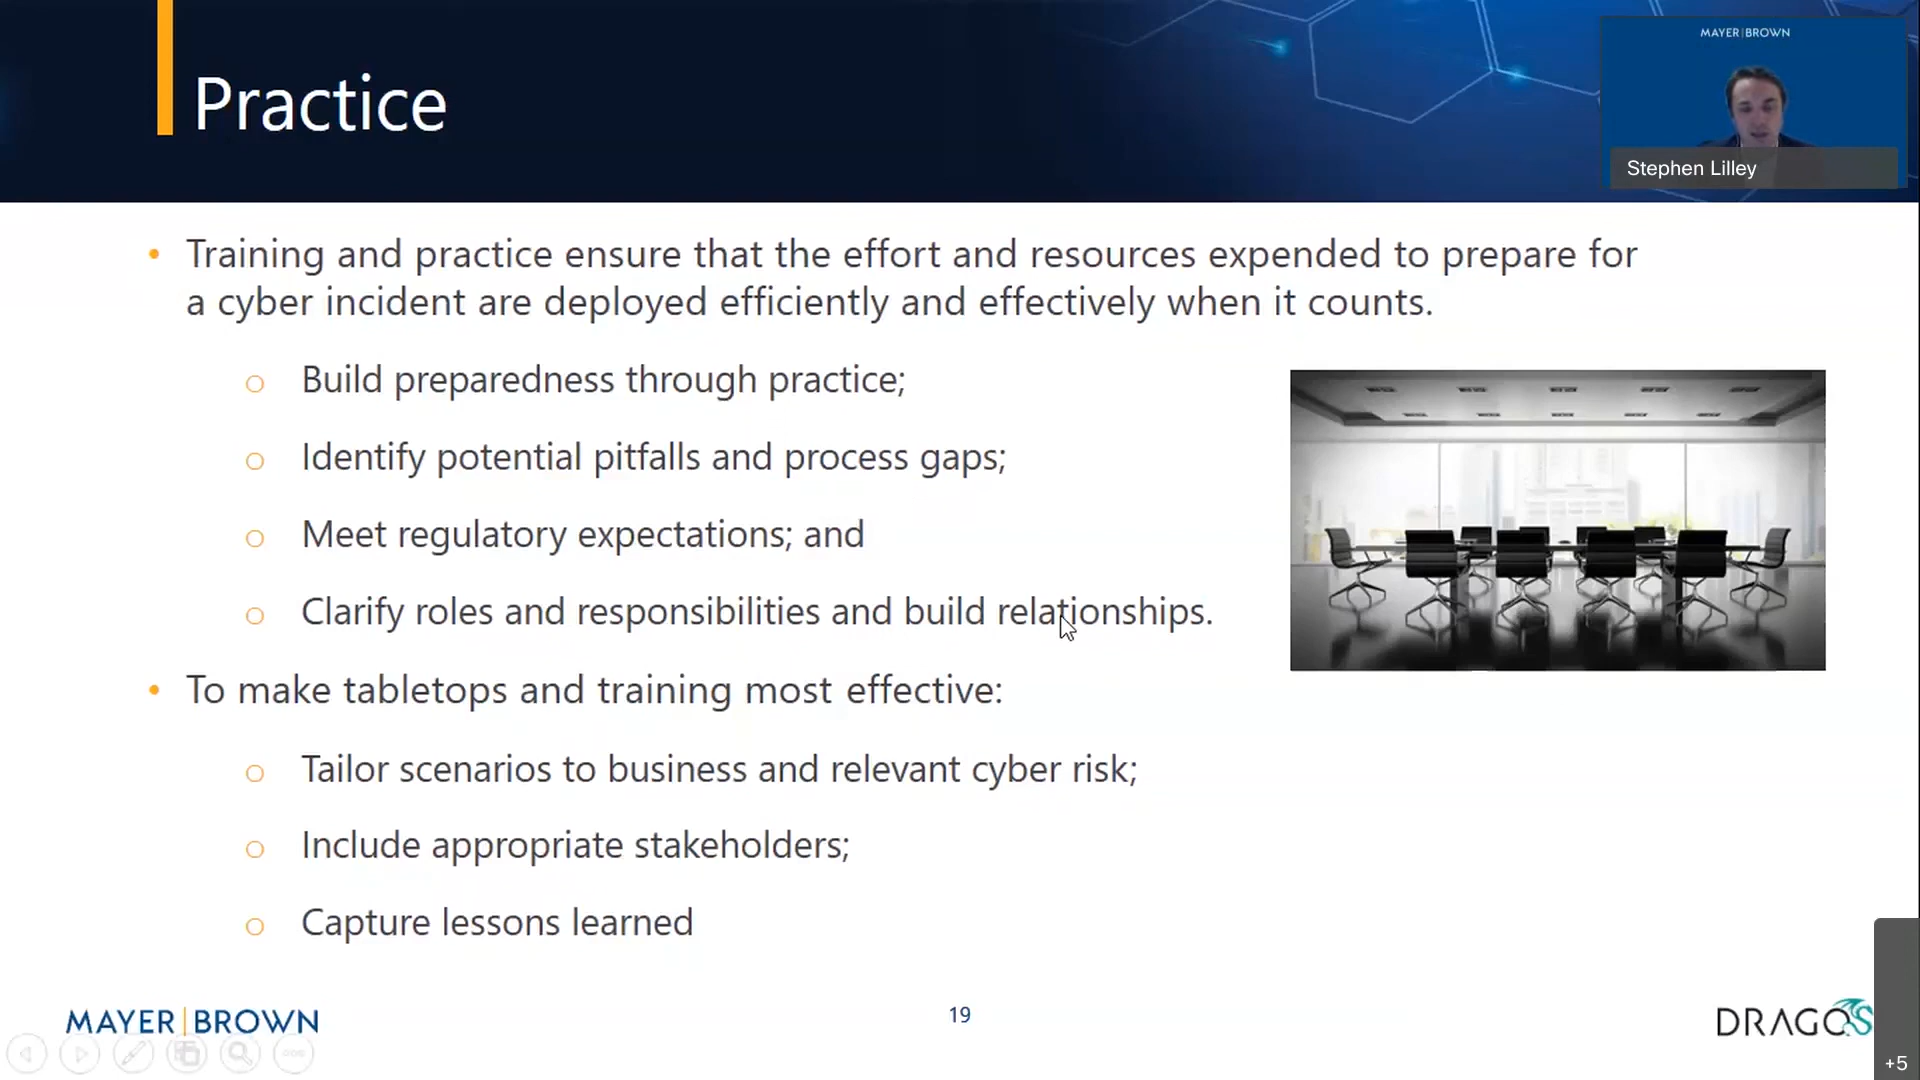 MAYER|BROWN
Practice
Stephen Lilley
• Training and practice ensure that the effort and resources expended to prepare for
a cyber incident are deployed efficiently and effectively when it counts.
o Build preparedness through practice;
o Identify potential pitfalls and process gaps;
o Meet regulatory expectations; and
o Clarify roles and responsibilities and build relationships.
• To make tabletops and training most effective:
o Tailor scenarios to business and relevant cyber risk;
o Include appropriate stakeholders;
o Capture lessons learned
MAYER|BROWN
19
DRAGOS
+5